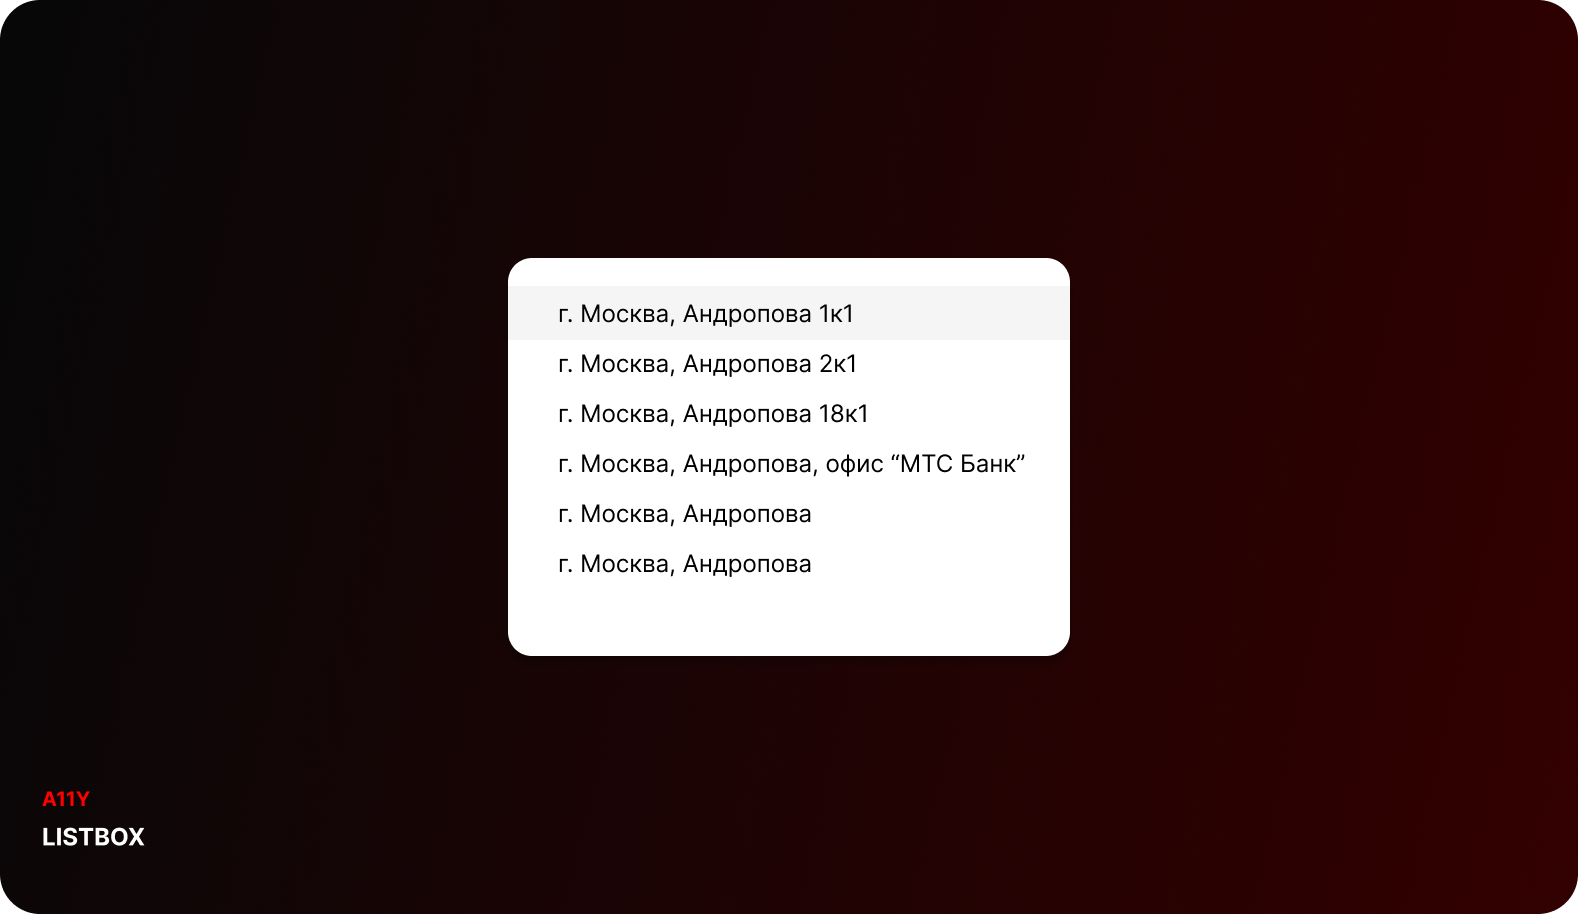 г. Москва, Андропова 1к1
г. Москва, Андропова 2к1
г. Москва, Андропова 18к1
г. Москва, Андропова, офис “МТС Банк”
г. Москва, Андропова
г. Москва, Андропова
A11Y
LISTBOX